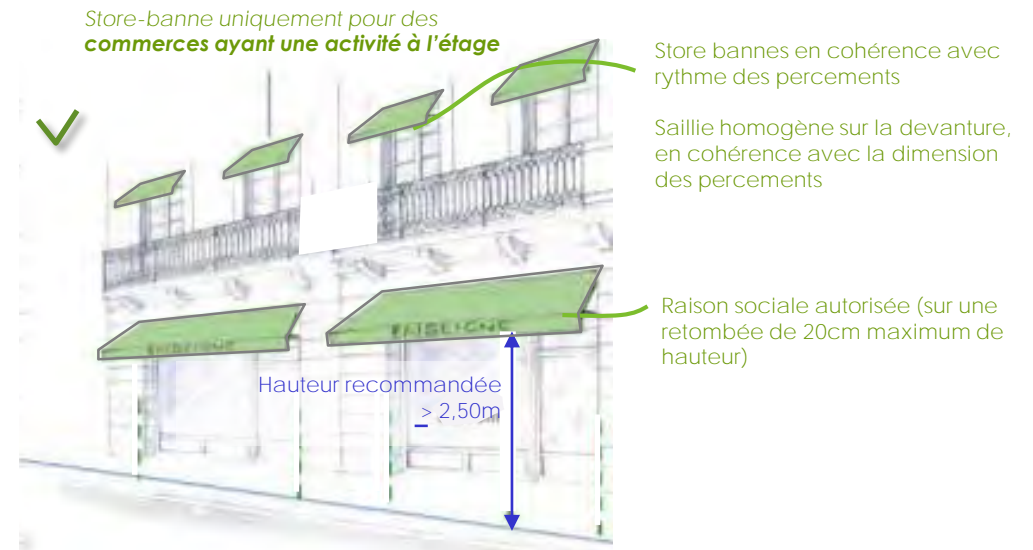 Store-banne uniquement pour des
commerces ayant une activité à l'étage
Store bannes en cohérence avec
rythme des percements
Saillie homogène sur la devanture,
en cohérence avec la dimension
des percements
Raison sociale autorisée (sur une
retombée de 20cm maximum de
hauteur)
ENSEIGNE
ENSEIGNE
Hauteur recommandée
> 2,50m